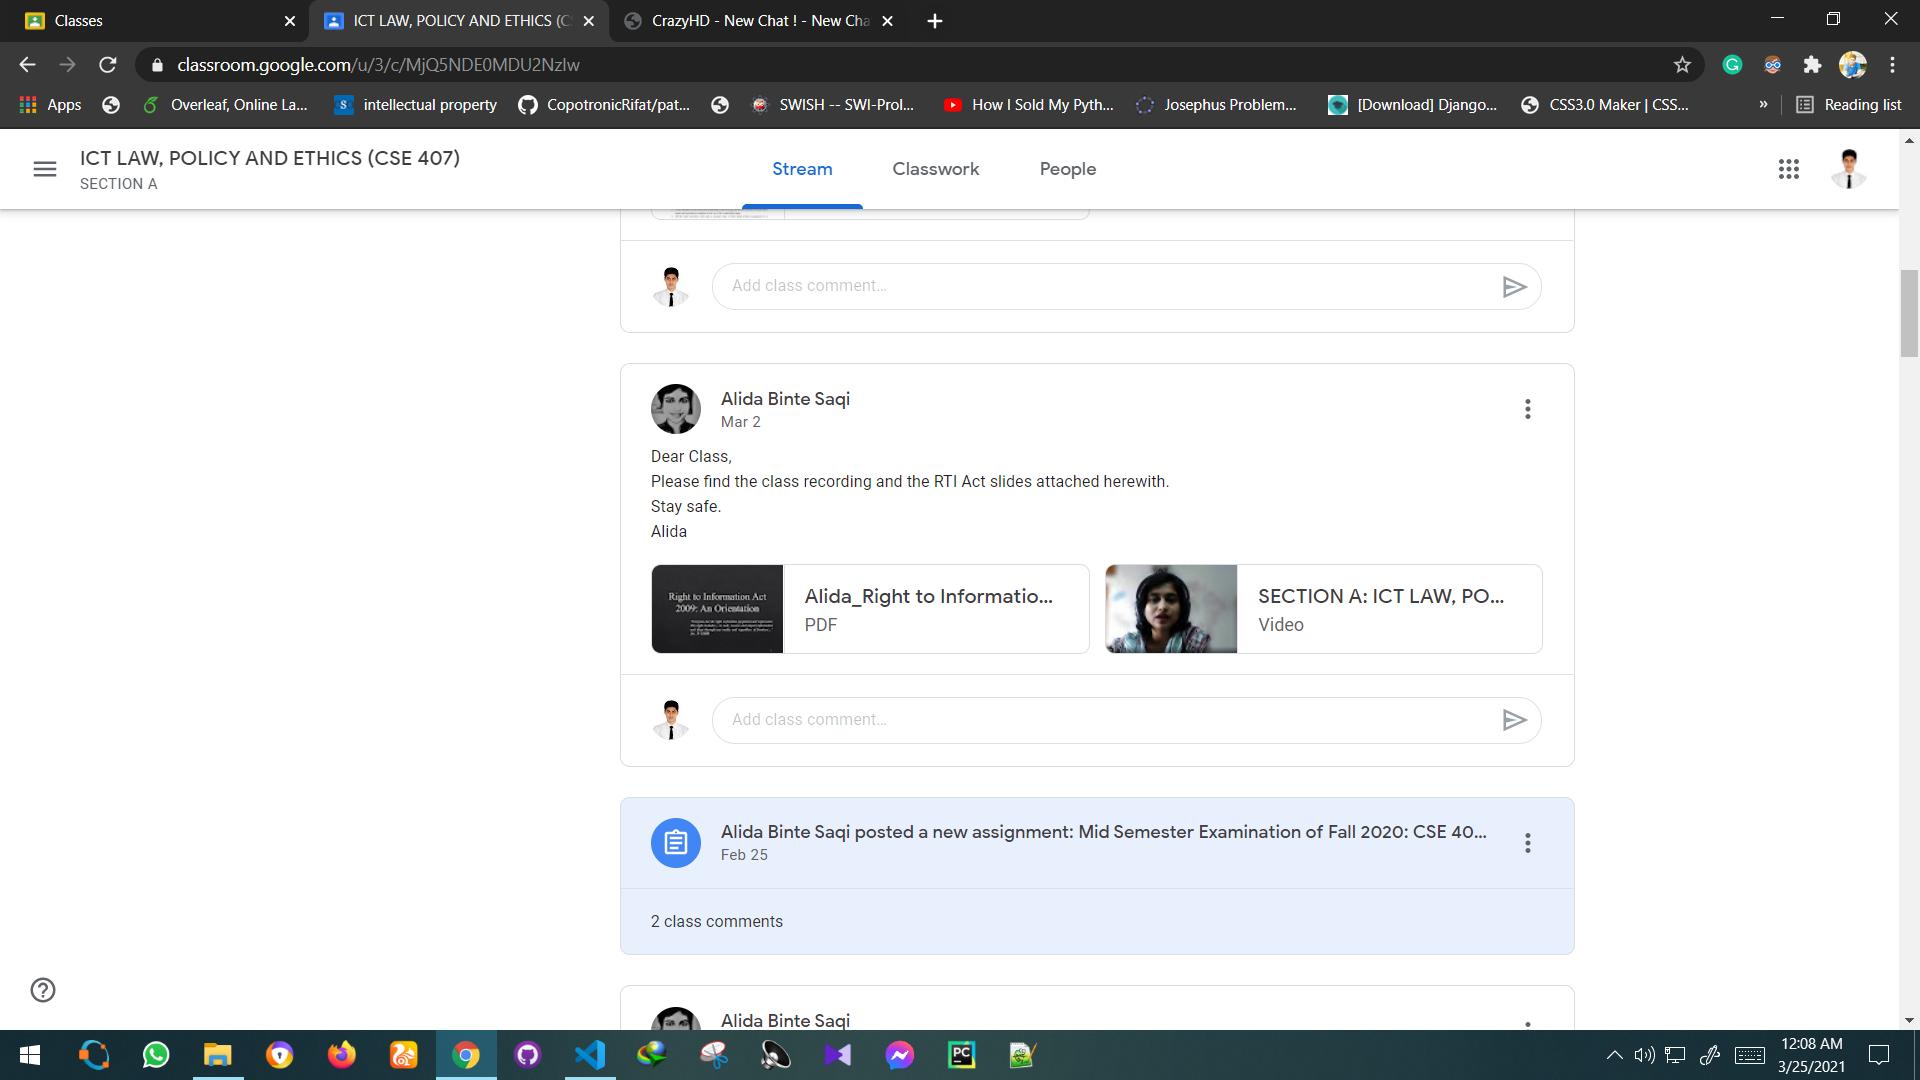 Classes
ICT LAW, POLICY AND ETHICS (C
CrazyHD - New Chat ! - New Cha
classroom.google.com/u/3/c/MjQ5NDE0MDU2NzIw
Apps
Overleaf, Online La...
S
intellectual property
CopotronicRifat/pat...
SWISH -- SWI-Prol...
How I Sold My Pyth...
Josephus Problem...
[Download] Django...
CSS3.0 Maker | CSS...
»
Reading list
ICT LAW, POLICY AND ETHICS (CSE 407)
SECTION A
Stream
Classwork
People
Add class comment...
Alida Binte Saqi
Mar 2
Dear Class,
Please find the class recording and the RTI Act slides attached herewith.
Stay safe.
Alida
Right to Information Act
2009: An Orientation
Alida_Right to Informatio...
PDF
SECTION A: ICT LAW, PO...
Video
Add class comment...
Alida Binte Saqi posted a new assignment: Mid Semester Examination of Fall 2020: CSE 40...
Feb 25
2 class comments
Alida Binte Saqi
PC
12:08 AM
3/25/2021